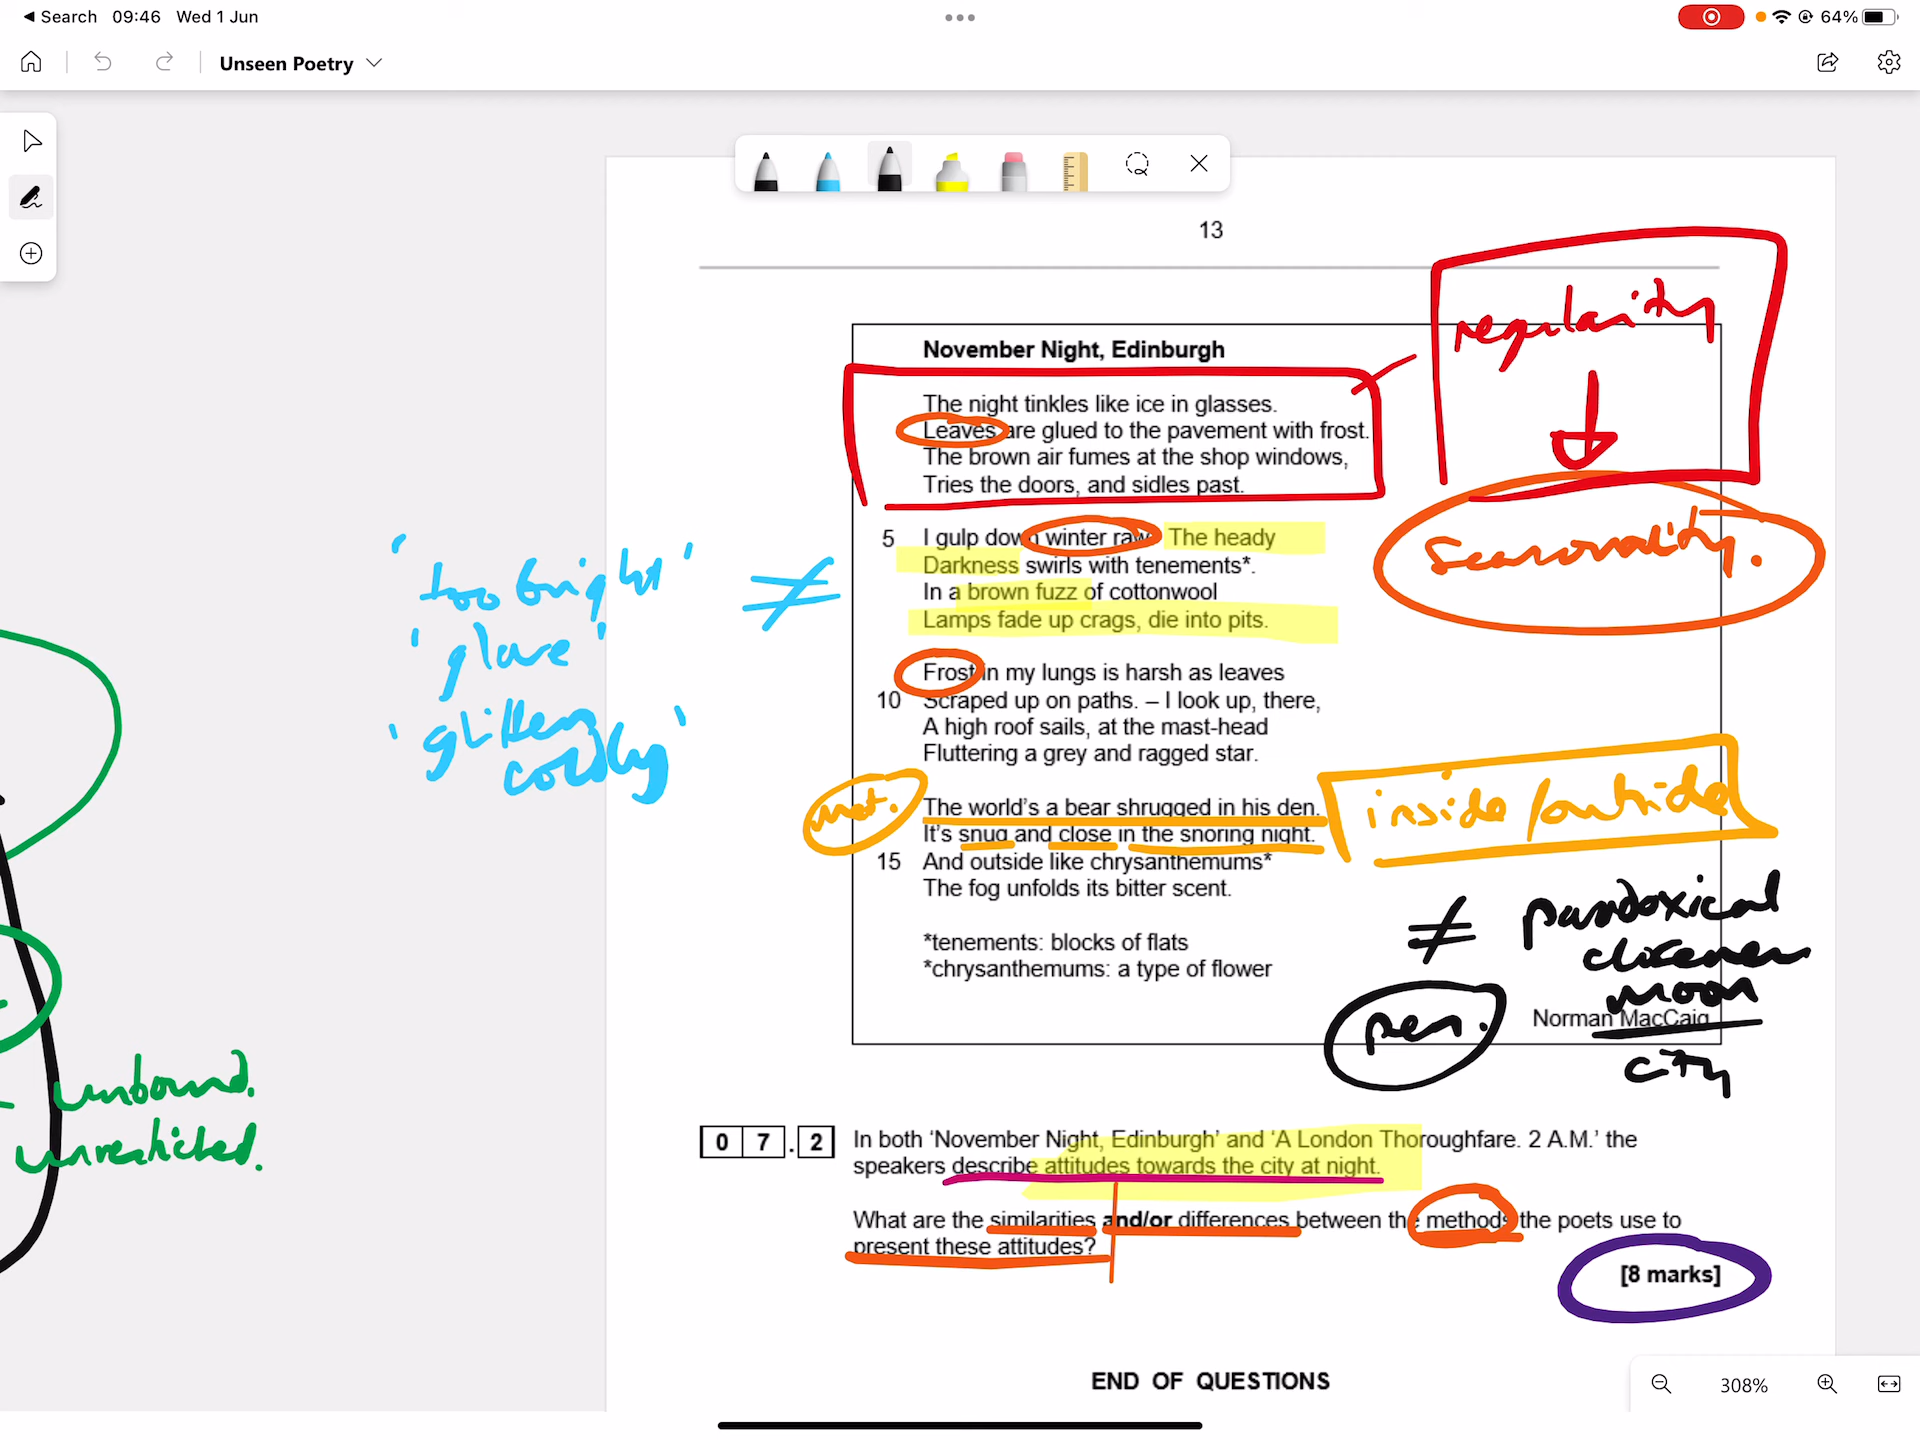 Search 09:46 Wed 1 Jun
64%
Unseen Poetry
13
regularity
seasonality.
November Night, Edinburgh
The night tinkles like ice in glasses.
Leaves are glued to the pavement with frost.
The brown air fumes at the shop windows,
Tries the doors, and sidles past.
5 I gulp down winter raw. The heady
Darkness swirls with tenements*.
In a brown fuzz of cottonwool
Lamps fade up crags, die into pits.
Frost in my lungs is harsh as leaves
10 Scraped up on paths. – I look up, there,
A high roof sails, at the mast-head
Fluttering a grey and ragged star.
The world's a bear shrugged in his den.
It's snug and close in the snoring night.
15 And outside like chrysanthemums*
The fog unfolds its bitter scent.
*tenements: blocks of flats
*chrysanthemums: a type of flower
Norman MacCaig
'too bright' ≠
'glare'
'glitters
coldly'
met.
inside/outside
≠ paradoxical
closeness
moon
city
per.
unbound.
unrestricted.
07.2 In both 'November Night, Edinburgh' and 'A London Thoroughfare. 2 A.M.' the
speakers describe attitudes towards the city at night.
What are the similarities and/or differences between the methods the poets use to
present these attitudes?
[8 marks]
END OF QUESTIONS
308%